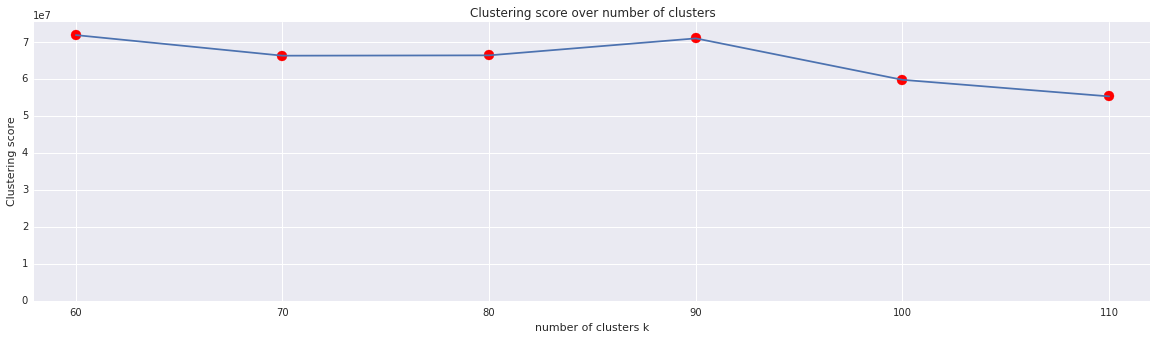 Clustering score over number of clusters
1e7
7
6
5
4
3
2
1
0
Clustering score
60 70 80 90 100 110
number of clusters k